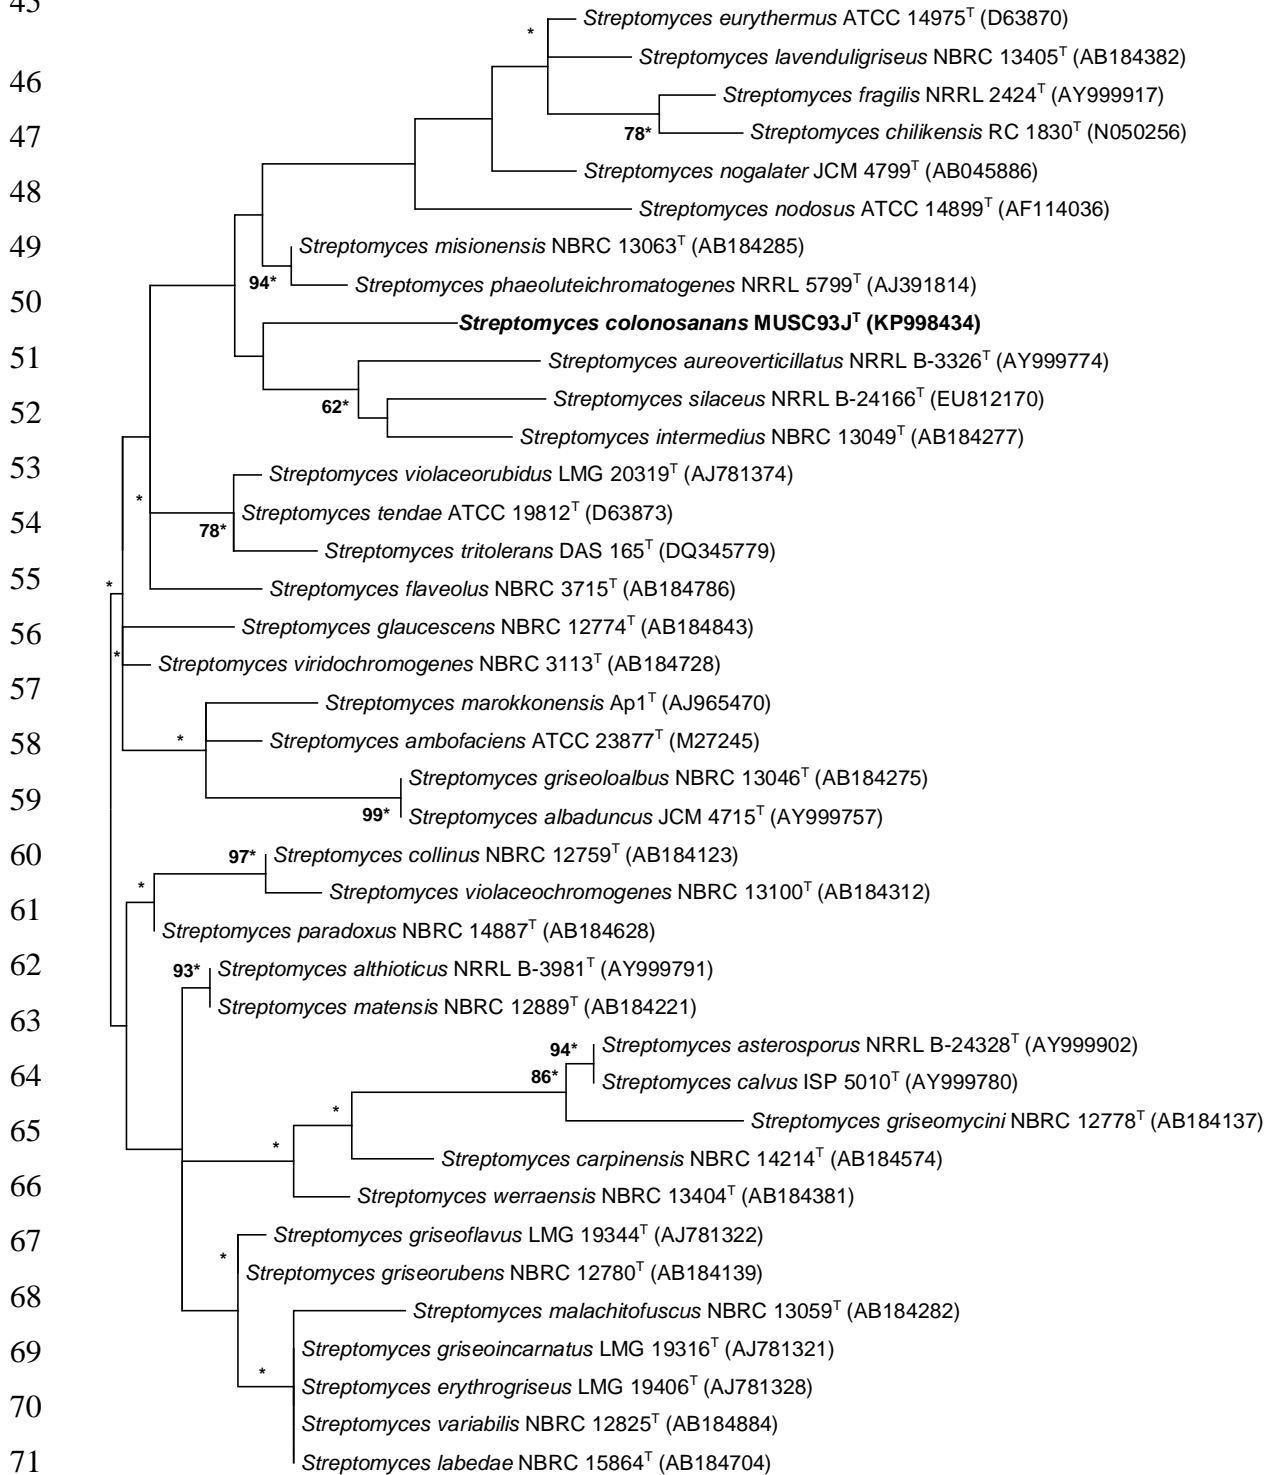 45
Streptomyces eurythermus ATCC 14975ᵀ (D63870)
*
Streptomyces lavenduligriseus NBRC 13405ᵀ (AB184382)
46
Streptomyces fragilis NRRL 2424ᵀ (AY999917)
47
78*
Streptomyces chilikensis RC 1830ᵀ (N050256)
Streptomyces nogalater JCM 4799ᵀ (AB045886)
48
Streptomyces nodosus ATCC 14899ᵀ (AF114036)
49
Streptomyces misionensis NBRC 13063ᵀ (AB184285)
94*
Streptomyces phaeoluteichromatogenes NRRL 5799ᵀ (AJ391814)
50
Streptomyces colonosanans MUSC93Jᵀ (KP998434)
51
Streptomyces aureoverticillatus NRRL B-3326ᵀ (AY999774)
62*
Streptomyces silaceus NRRL B-24166ᵀ (EU812170)
52
Streptomyces intermedius NBRC 13049ᵀ (AB184277)
53
Streptomyces violaceorubidus LMG 20319ᵀ (AJ781374)
*
Streptomyces tendae ATCC 19812ᵀ (D63873)
54
78*
Streptomyces tritolerans DAS 165ᵀ (DQ345779)
55
*
Streptomyces flaveolus NBRC 3715ᵀ (AB184786)
56
Streptomyces glaucescens NBRC 12774ᵀ (AB184843)
*
Streptomyces viridochromogenes NBRC 3113ᵀ (AB184728)
57
Streptomyces marokkonensis Ap1ᵀ (AJ965470)
58
*
Streptomyces ambofaciens ATCC 23877ᵀ (M27245)
Streptomyces griseoloalbus NBRC 13046ᵀ (AB184275)
59
99*
Streptomyces albaduncus JCM 4715ᵀ (AY999757)
60
97*
Streptomyces collinus NBRC 12759ᵀ (AB184123)
*
Streptomyces violaceochromogenes NBRC 13100ᵀ (AB184312)
61
Streptomyces paradoxus NBRC 14887ᵀ (AB184628)
62
93*
Streptomyces althioticus NRRL B-3981ᵀ (AY999791)
Streptomyces matensis NBRC 12889ᵀ (AB184221)
63
94*
Streptomyces asterosporus NRRL B-24328ᵀ (AY999902)
64
86*
Streptomyces calvus ISP 5010ᵀ (AY999780)
*
Streptomyces griseomycini NBRC 12778ᵀ (AB184137)
65
*
Streptomyces carpinensis NBRC 14214ᵀ (AB184574)
66
Streptomyces werraensis NBRC 13404ᵀ (AB184381)
67
Streptomyces griseoflavus LMG 19344ᵀ (AJ781322)
*
Streptomyces griseorubens NBRC 12780ᵀ (AB184139)
68
Streptomyces malachitofuscus NBRC 13059ᵀ (AB184282)
69
Streptomyces griseoincarnatus LMG 19316ᵀ (AJ781321)
*
Streptomyces erythrogriseus LMG 19406ᵀ (AJ781328)
70
Streptomyces variabilis NBRC 12825ᵀ (AB184884)
71
Streptomyces labedae NBRC 15864ᵀ (AB184704)